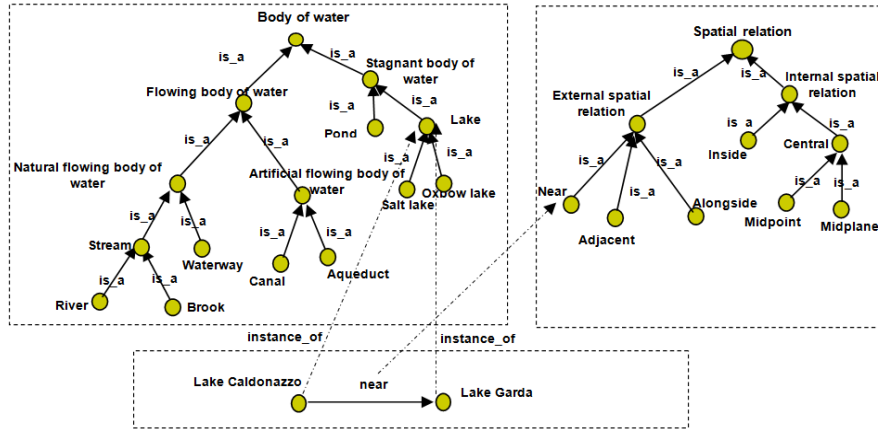 Body of water
is_a
is_a
Stagnant body of
water
Flowing body of water
is_a
is_a
Pond
Lake
is_a
is_a
Natural flowing body of
water
Artificial flowing body of
water
is_a
is_a
Salt lake
Oxbow lake
is_a
is_a
Stream
Waterway
is_a
is_a
Canal
Aqueduct
is_a
is_a
River
Brook
Spatial relation
is_a
is_a
Internal spatial
relation
External spatial
relation
is_a
is_a
Inside
Central
is_a
is_a
is_a
Near
Adjacent
Alongside
is_a
is_a
Midpoint
Midplane
instance_of
instance_of
Lake Caldonazzo
near
Lake Garda